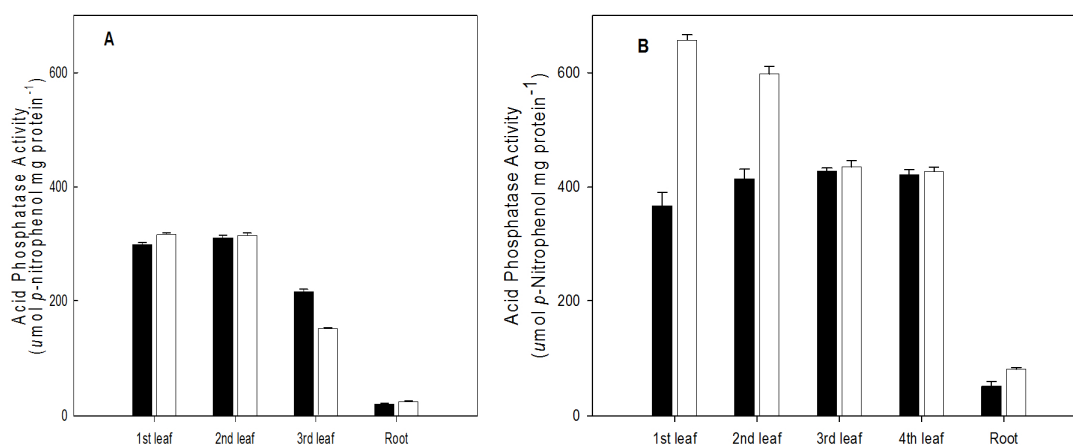 A
Acid Phosphatase Activity
(umol p-nitrophenol mg protein-1)
600
400
200
0
1st leaf 2nd leaf 3rd leaf Root
B
Acid Phosphatase Activity
(umol p-Nitrophenol mg protein-1)
600
400
200
0
1st leaf 2nd leaf 3rd leaf 4th leaf Root